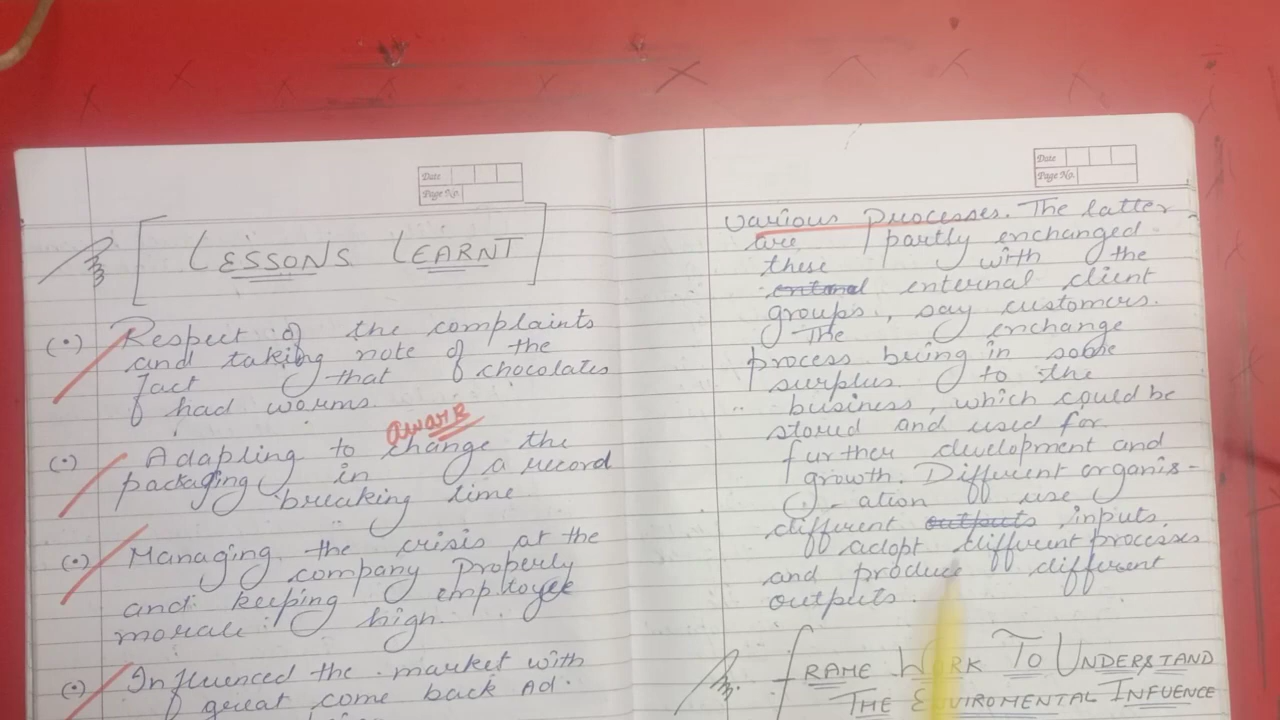 Date
Page No.
LESSONS LEARNT
(•) Respect of the complaints
and taking note of the
fact that chocolates
had worms.
aware
(•) Adapting to change the
packaging in a record
breaking time
(•) Managing the crisis at the
company Properly
and keeping employee
morale high.
(•) Influenced the market with
great come back Ad.
Date
Page No.
various processes. The latter
are partly enchanged
these with the
external client
groups, say customers.
The exchange
process being in some
surplus to the
business, which could be
stored and used for
further development and
growth. Different organis-
ation use
different outputs inputs,
adopt different processes
and produce different
outputs.
FRAME WORK TO UNDERSTAND
THE ENVIROMENTAL INFUENCE